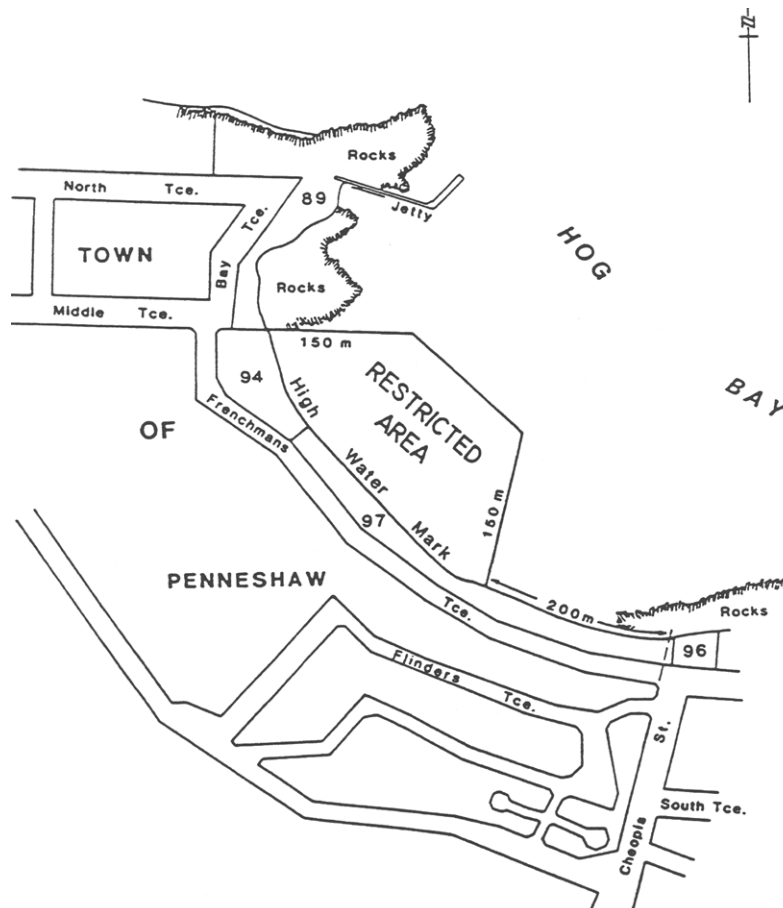 N
Rocks
North Tce.
89
Jetty
Bay Tce.
HOG
TOWN
Rocks
Middle Tce.
150 m
BAY
94
High
RESTRICTED
AREA
OF
Frenchmans
Water
97
Mark
150 m
PENNESHAW
200m
Tce.
Rocks
96
Flinders
Tce.
St.
South Tce.
Cheopis